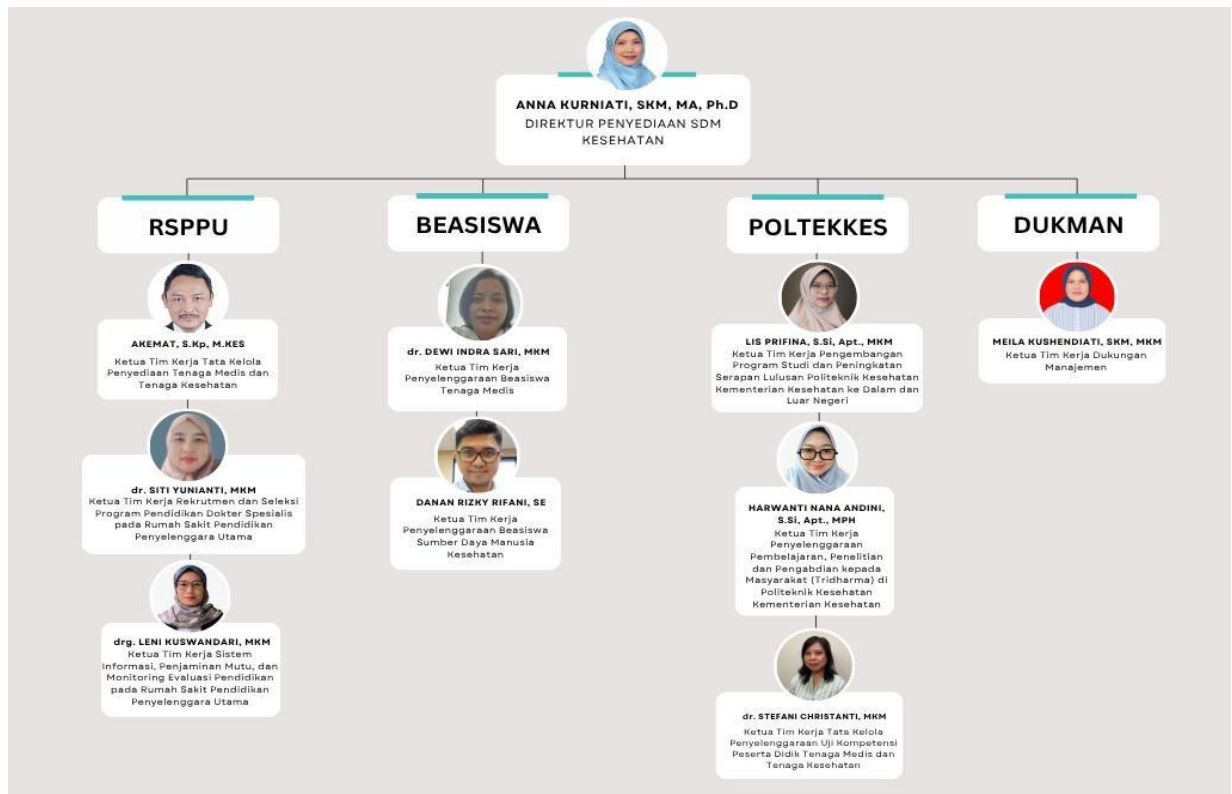 ANNA KURNIATI, SKM, MA, Ph.D
DIREKTUR PENYEDIAAN SDM
KESEHATAN
RSPPU
AKEMAT, S.Kp, M.KES
Ketua Tim Kerja Tata Kelola
Penyediaan Tenaga Medis dan
Tenaga Kesehatan
dr. SITI YUNIANTI, MKM
Ketua Tim Kerja Rekrutmen dan Seleksi
Program Pendidikan Dokter Spesialis
pada Rumah Sakit Pendidikan
Penyelenggara Utama
drg. LENI KUSWANDARI, MKM
Ketua Tim Kerja Sistem
Informasi, Penjaminan Mutu, dan
Monitoring Evaluasi Pendidikan
pada Rumah Sakit Pendidikan
Penyelenggara Utama
BEASISWA
dr. DEWI INDRA SARI, MKM
Ketua Tim Kerja
Penyelenggaraan Beasiswa
Tenaga Medis
DANAN RIZKY RIFANI, SE
Ketua Tim Kerja
Penyelenggaraan Beasiswa
Sumber Daya Manusia
Kesehatan
POLTEKKES
LIS PRIFINA, S.Si, Apt., MKM
Ketua Tim Kerja Pengembangan
Program Studi dan Peningkatan
Serapan Lulusan Politeknik Kesehatan
Kementerian Kesehatan ke Dalam dan
Luar Negeri
HARWANTI NANA ANDINI,
S.Si, Apt., MPH
Ketua Tim Kerja
Penyelenggaraan
Pembelajaran, Penelitian
dan Pengabdian kepada
Masyarakat (Tridharma) di
Politeknik Kesehatan
Kementerian Kesehatan
dr. STEFANI CHRISTANTI, MKM
Ketua Tim Kerja Tata Kelola
Penyelenggaraan Uji Kompetensi
Peserta Didik Tenaga Medis dan
Tenaga Kesehatan
DUKMAN
MEILA KUSHENDIATI, SKM, MKM
Ketua Tim Kerja Dukungan
Manajemen